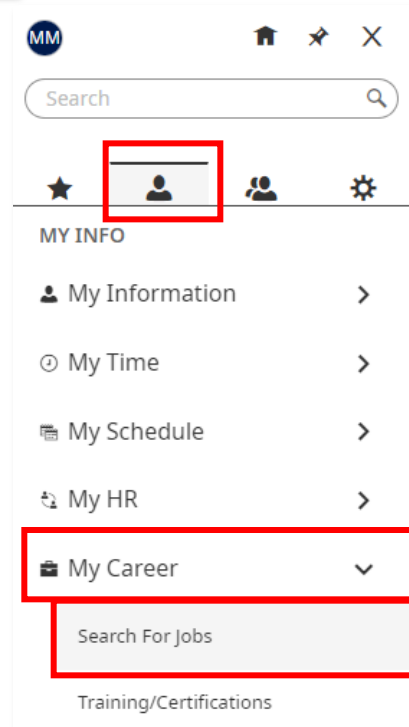 MM
Search
MY INFO
My Information
My Time
My Schedule
My HR
My Career
Search For Jobs
Training/Certifications